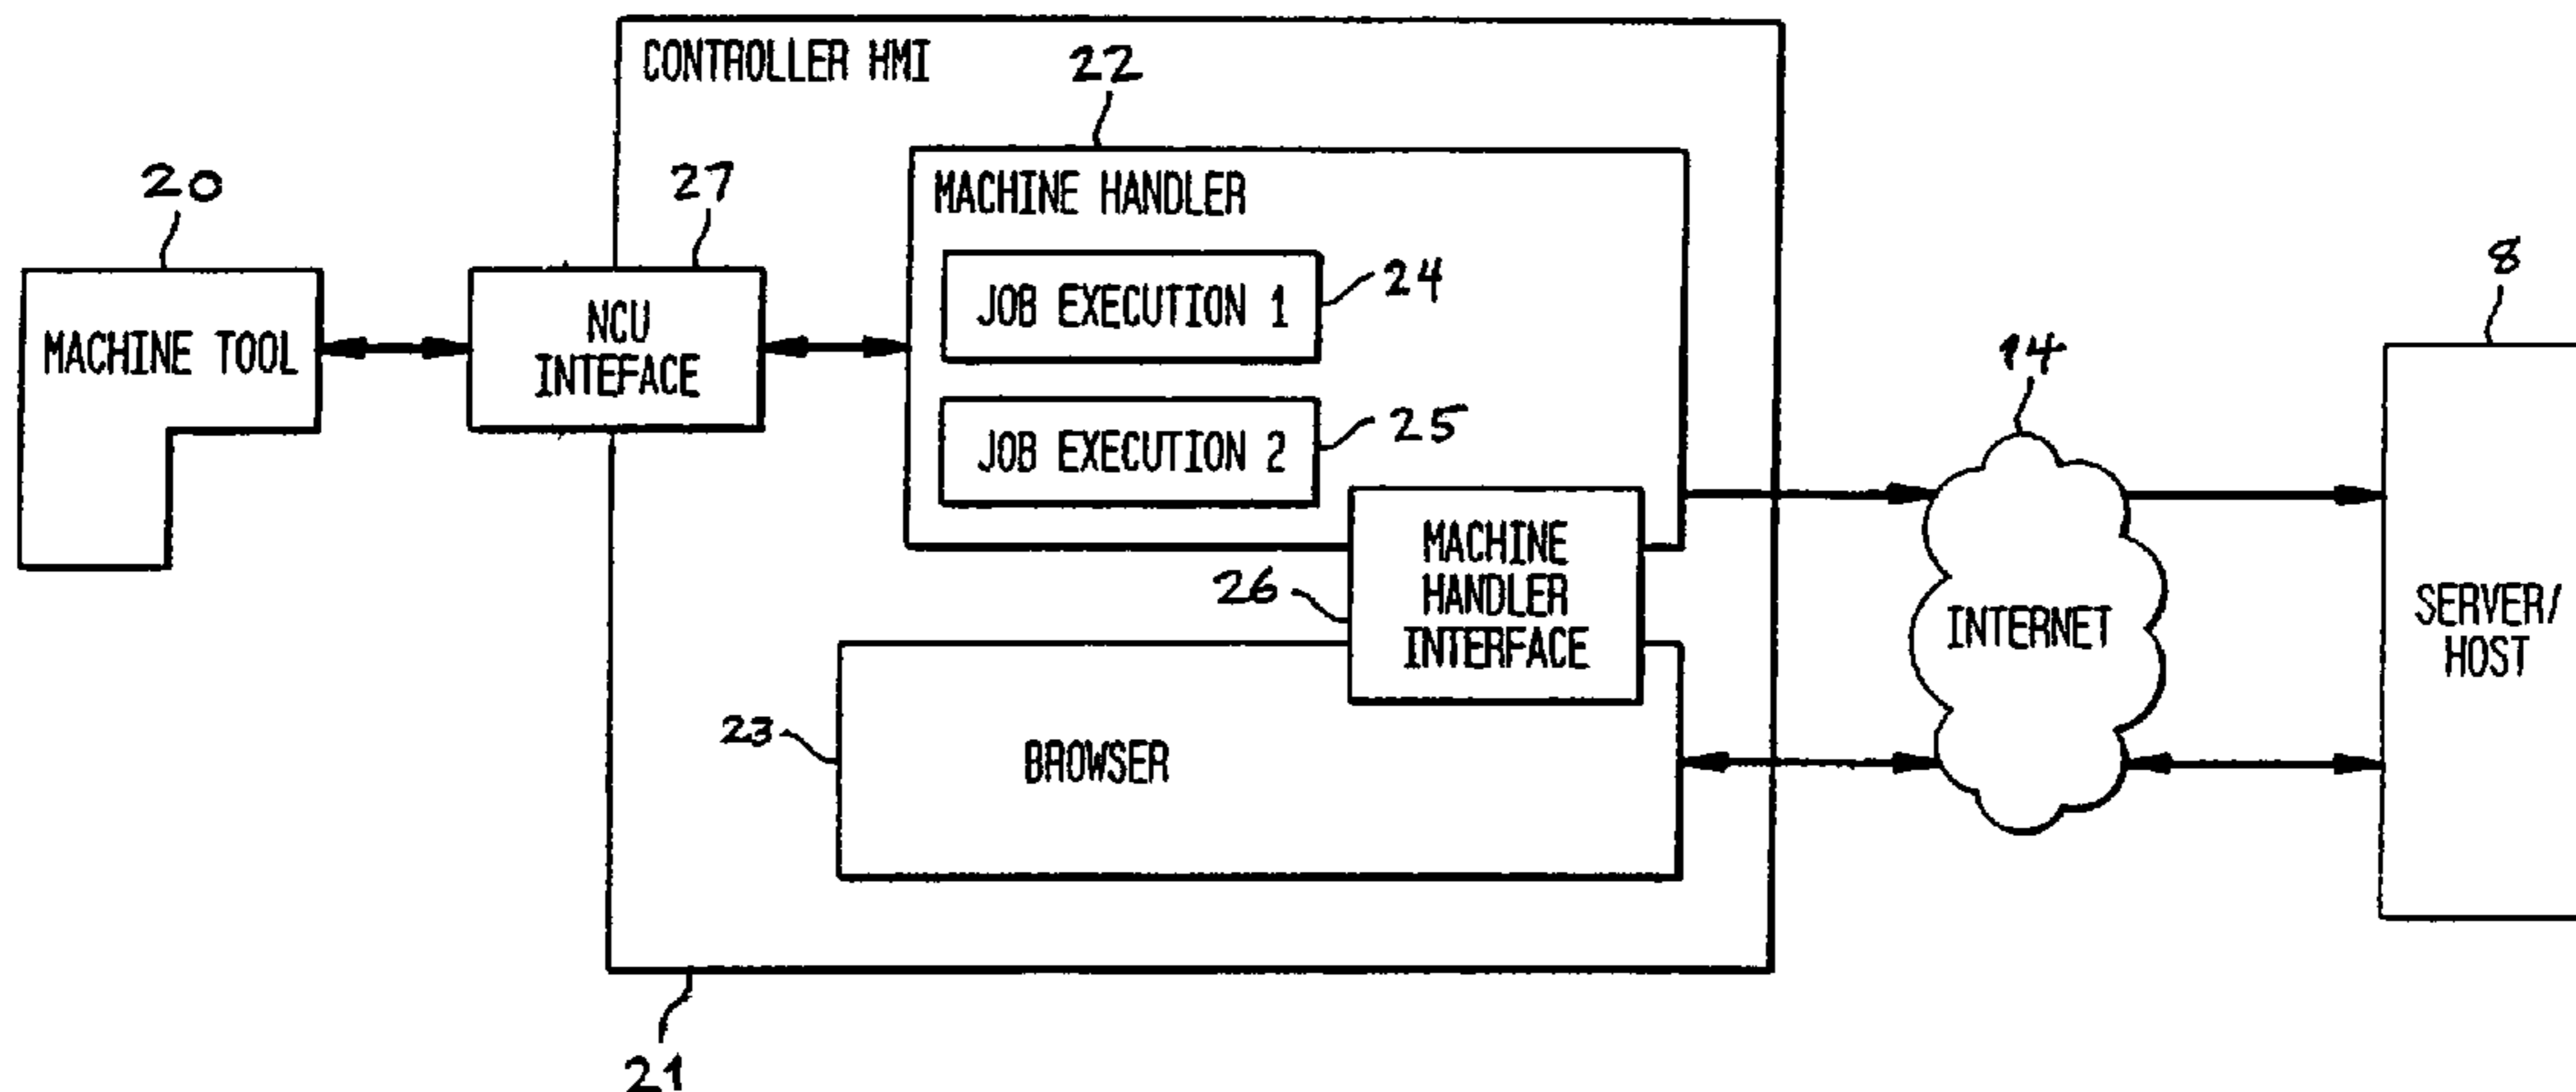 CONTROLLER HMI
22
MACHINE HANDLER
20
27
JOB EXECUTION 1
24
8
MACHINE TOOL
NCU
INTEFACE
14
JOB EXECUTION 2
25
MACHINE
HANDLER
INTERFACE
26
INTERNET
SERVER/
HOST
23
BROWSER
21